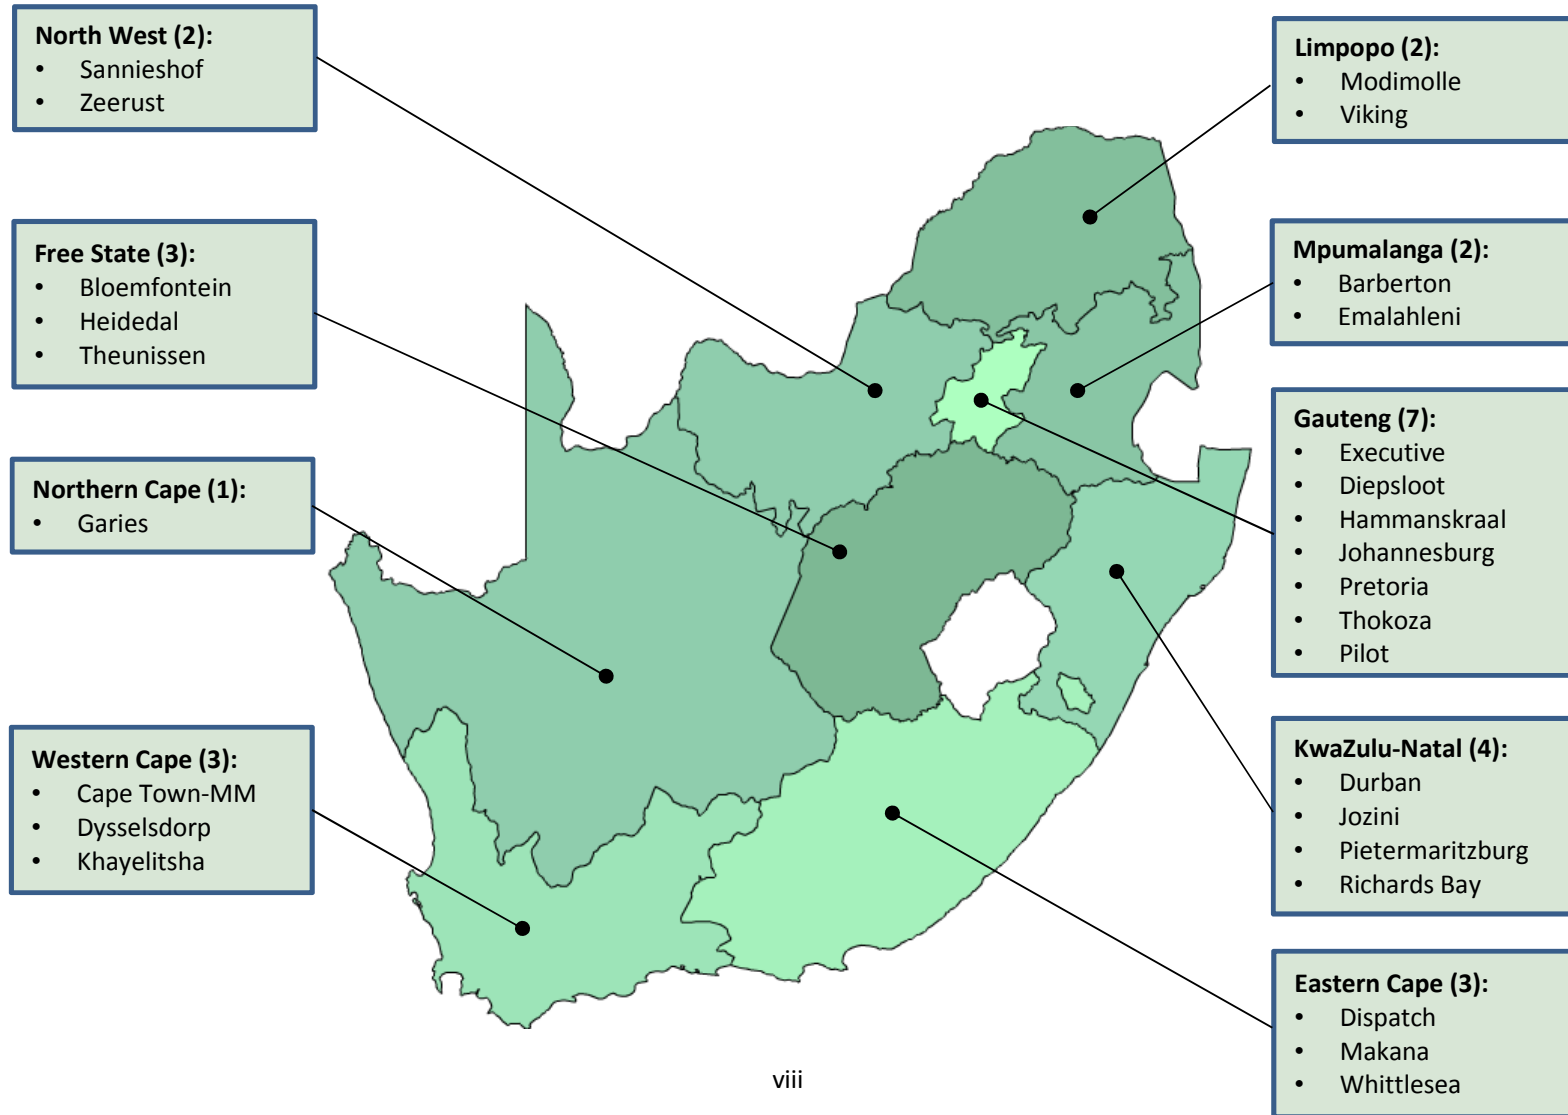 North West (2):
• Sannieshof
• Zeerust
Free State (3):
• Bloemfontein
• Heidedal
• Theunissen
Northern Cape (1):
• Garies
Western Cape (3):
• Cape Town-MM
• Dysselsdorp
• Khayelitsha
Limpopo (2):
• Modimolle
• Viking
Mpumalanga (2):
• Barberton
• Emalahleni
Gauteng (7):
• Executive
• Diepsloot
• Hammanskraal
• Johannesburg
• Pretoria
• Thokoza
• Pilot
KwaZulu-Natal (4):
• Durban
• Jozini
• Pietermaritzburg
• Richards Bay
Eastern Cape (3):
• Dispatch
• Makana
• Whittlesea
viii